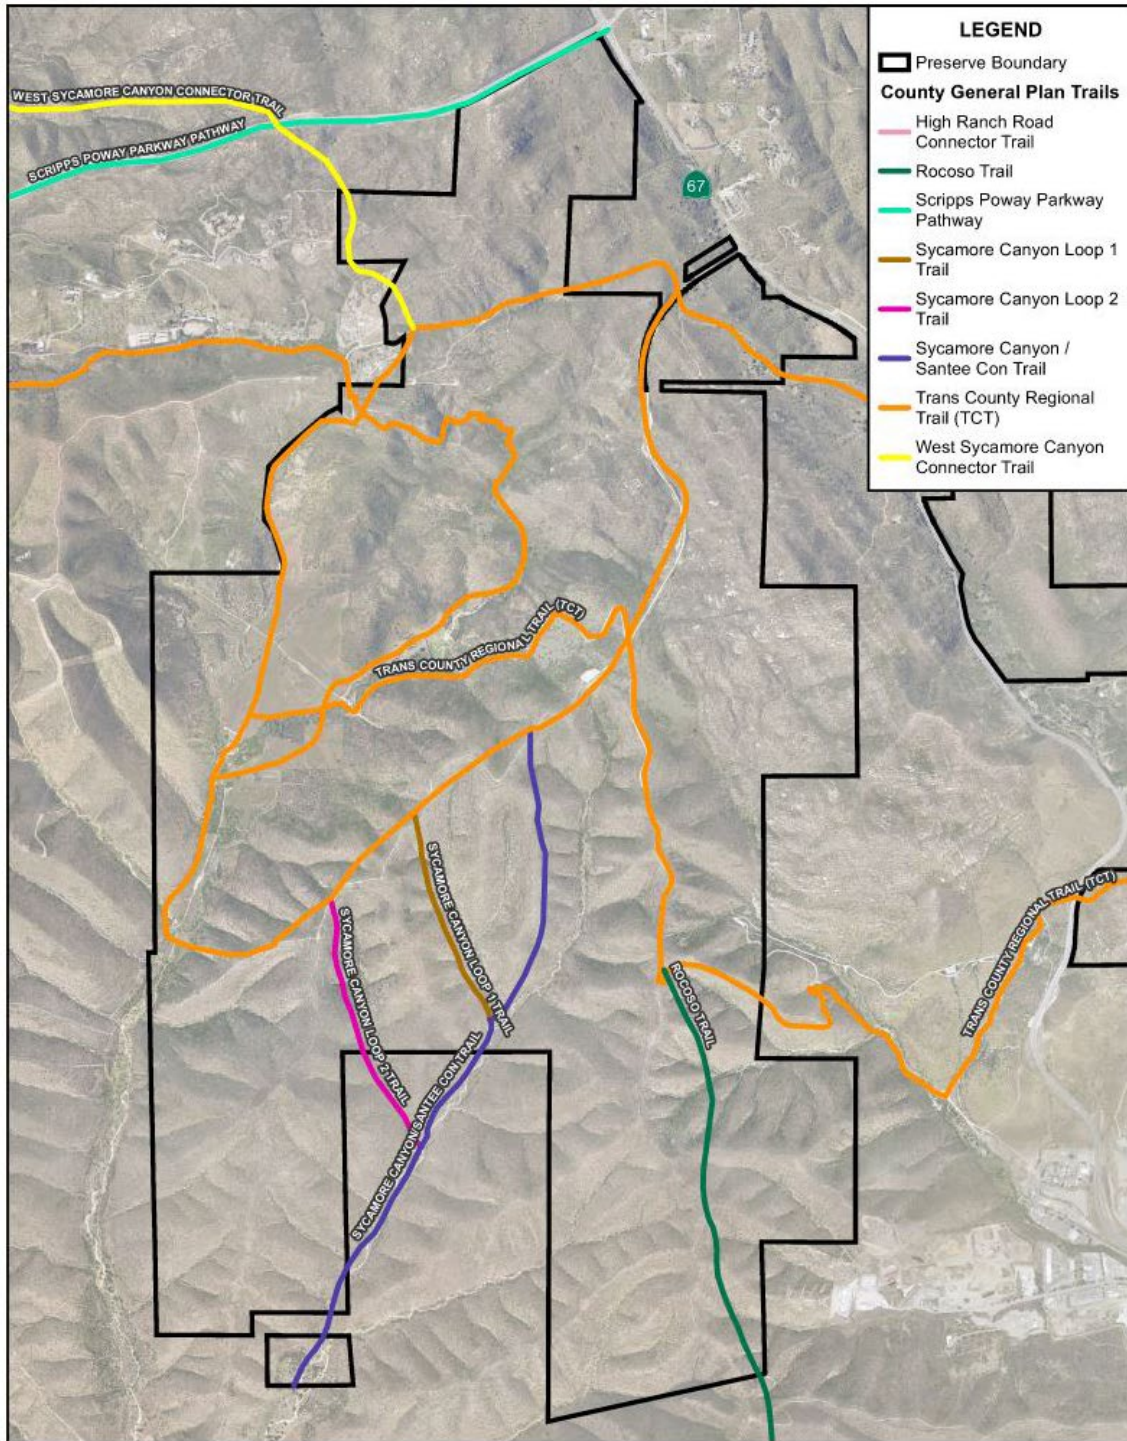 LEGEND
Preserve Boundary
County General Plan Trails
High Ranch Road
Connector Trail
Rocoso Trail
Scripps Poway Parkway
Pathway
Sycamore Canyon Loop 1
Trail
Sycamore Canyon Loop 2
Trail
Sycamore Canyon /
Santee Con Trail
Trans County Regional
Trail (TCT)
West Sycamore Canyon
Connector Trail
WEST SYCAMORE CANYON CONNECTOR TRAIL
SCRIPPS POWAY PARKWAY PATHWAY
67
TRANS COUNTY REGIONAL TRAIL (TCT)
SYCAMORE CANYON LOOP 1 TRAIL
SYCAMORE CANYON LOOP 2 TRAIL
ROCOSO TRAIL
TRANS COUNTY REGIONAL TRAIL (TCT)
SYCAMORE CANYON/SANTEE CON TRAIL